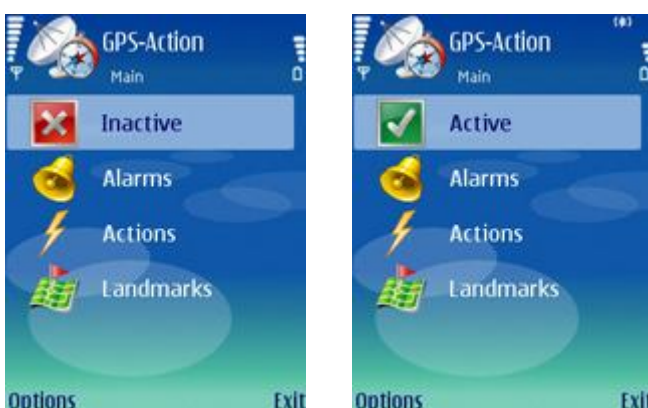 GPS-Action
Main
Inactive
Alarms
Actions
Landmarks
Options Exit
GPS-Action
Main
Active
Alarms
Actions
Landmarks
Options Exit